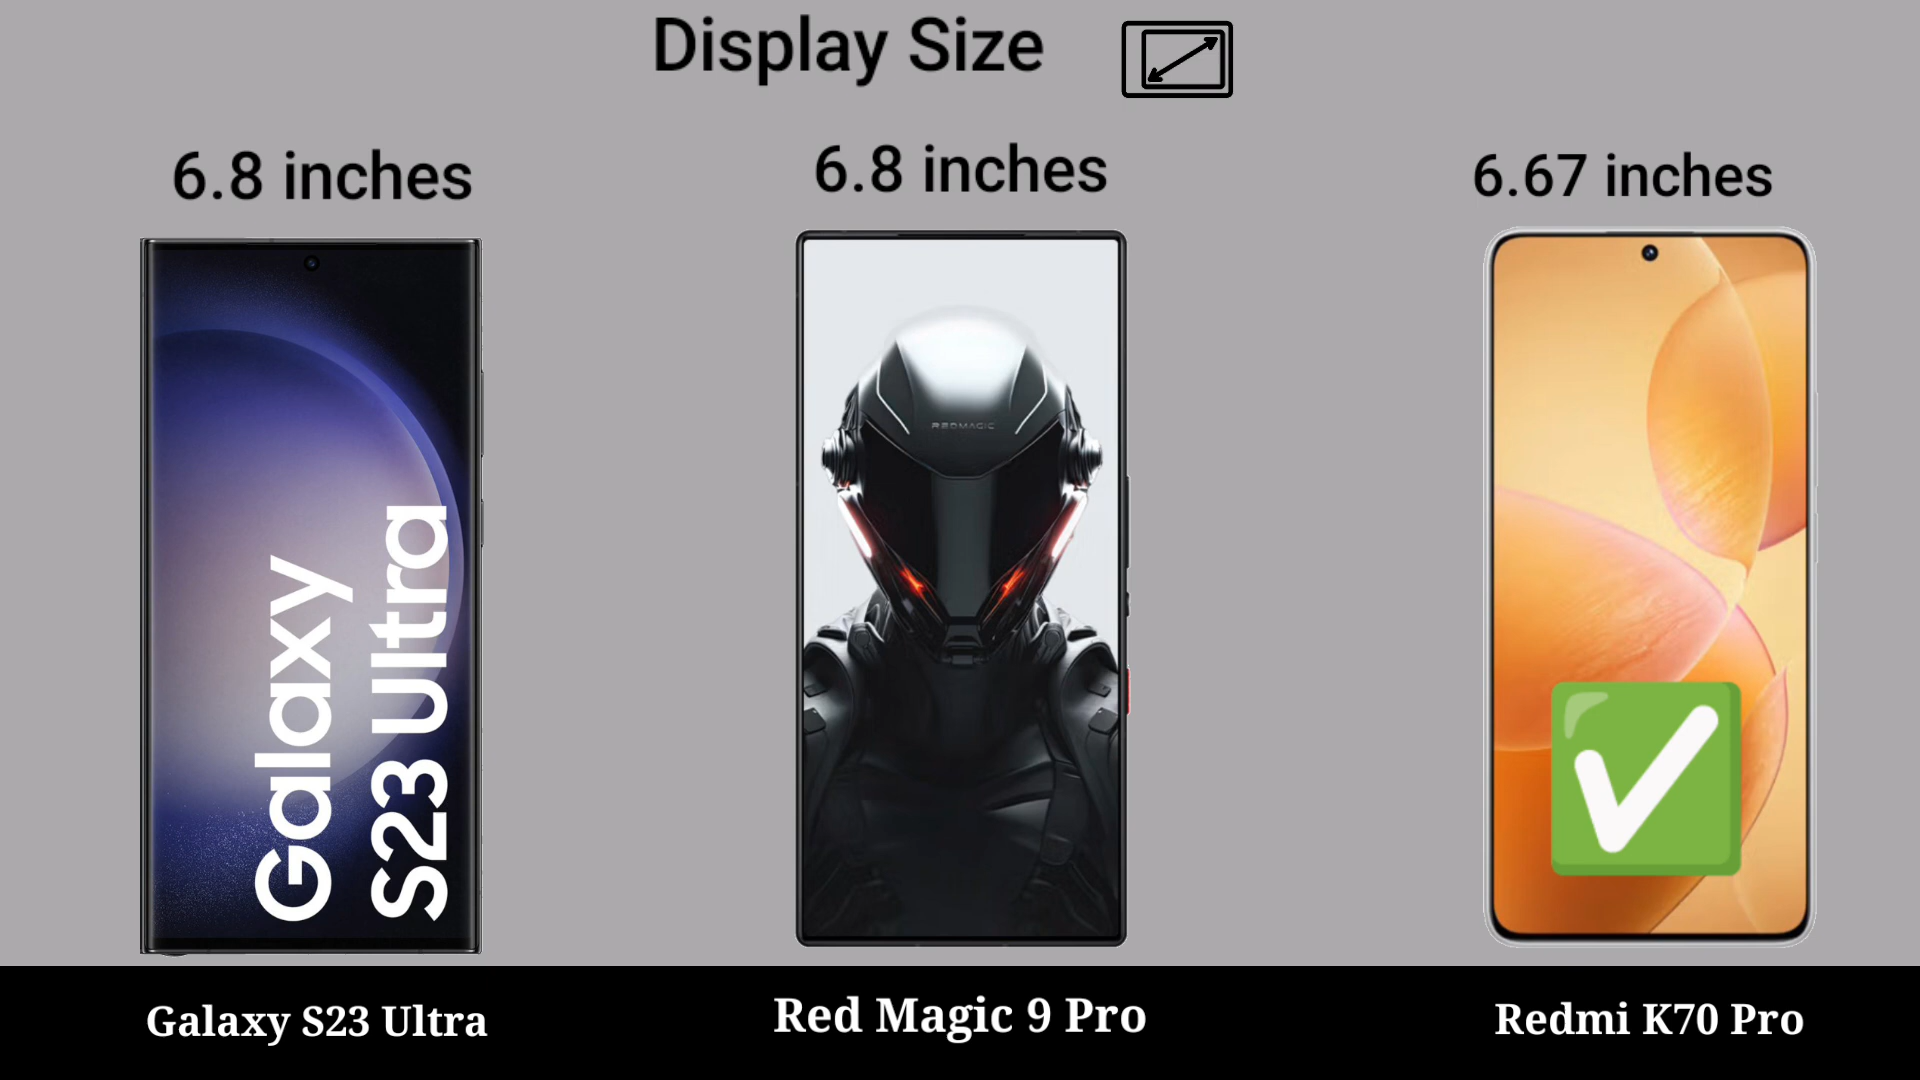 Display Size
6.8 inches
6.8 inches
6.67 inches
REDMAGIC
Galaxy
S23 Ultra
Galaxy S23 Ultra
Red Magic 9 Pro
Redmi K70 Pro